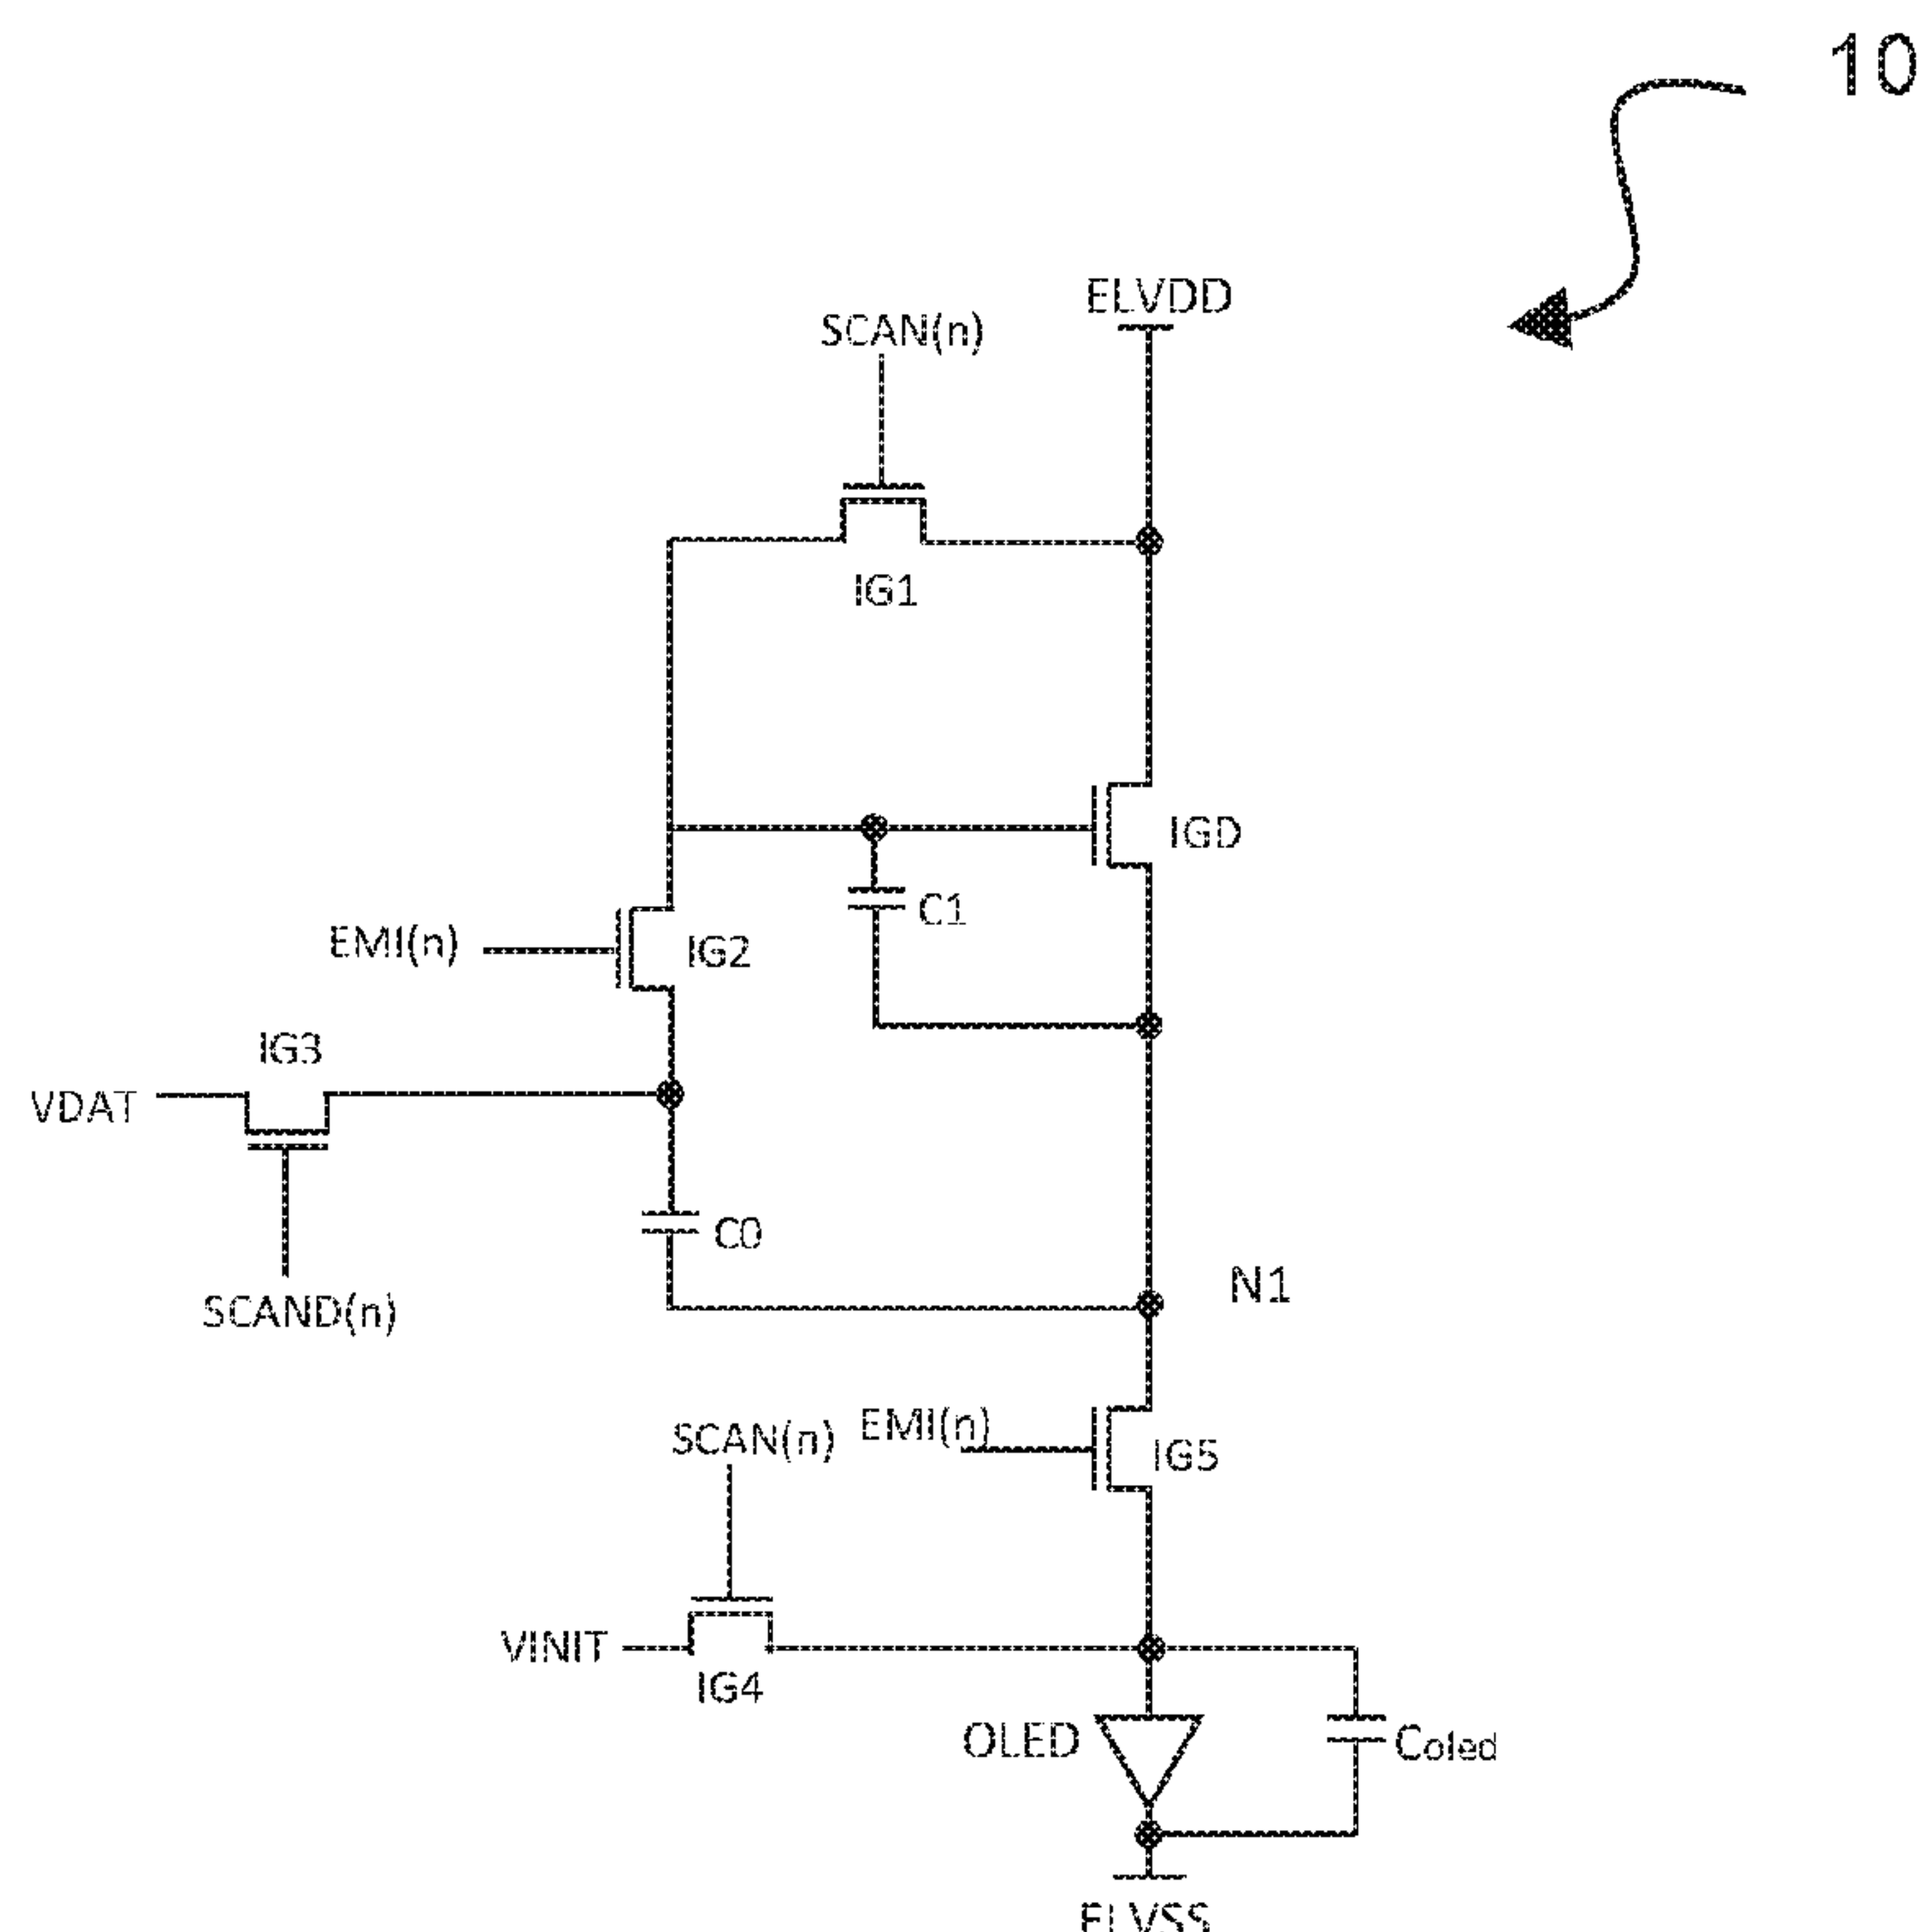 10
ELVDD
SCAN(n)
IG1
IGD
C1
EMI(n)
IG2
IG3
VDAT
C0
N1
SCAND(n)
SCAN(n)
EMI(n)
IG5
VINIT
IG4
OLED
Coled
ELVSS